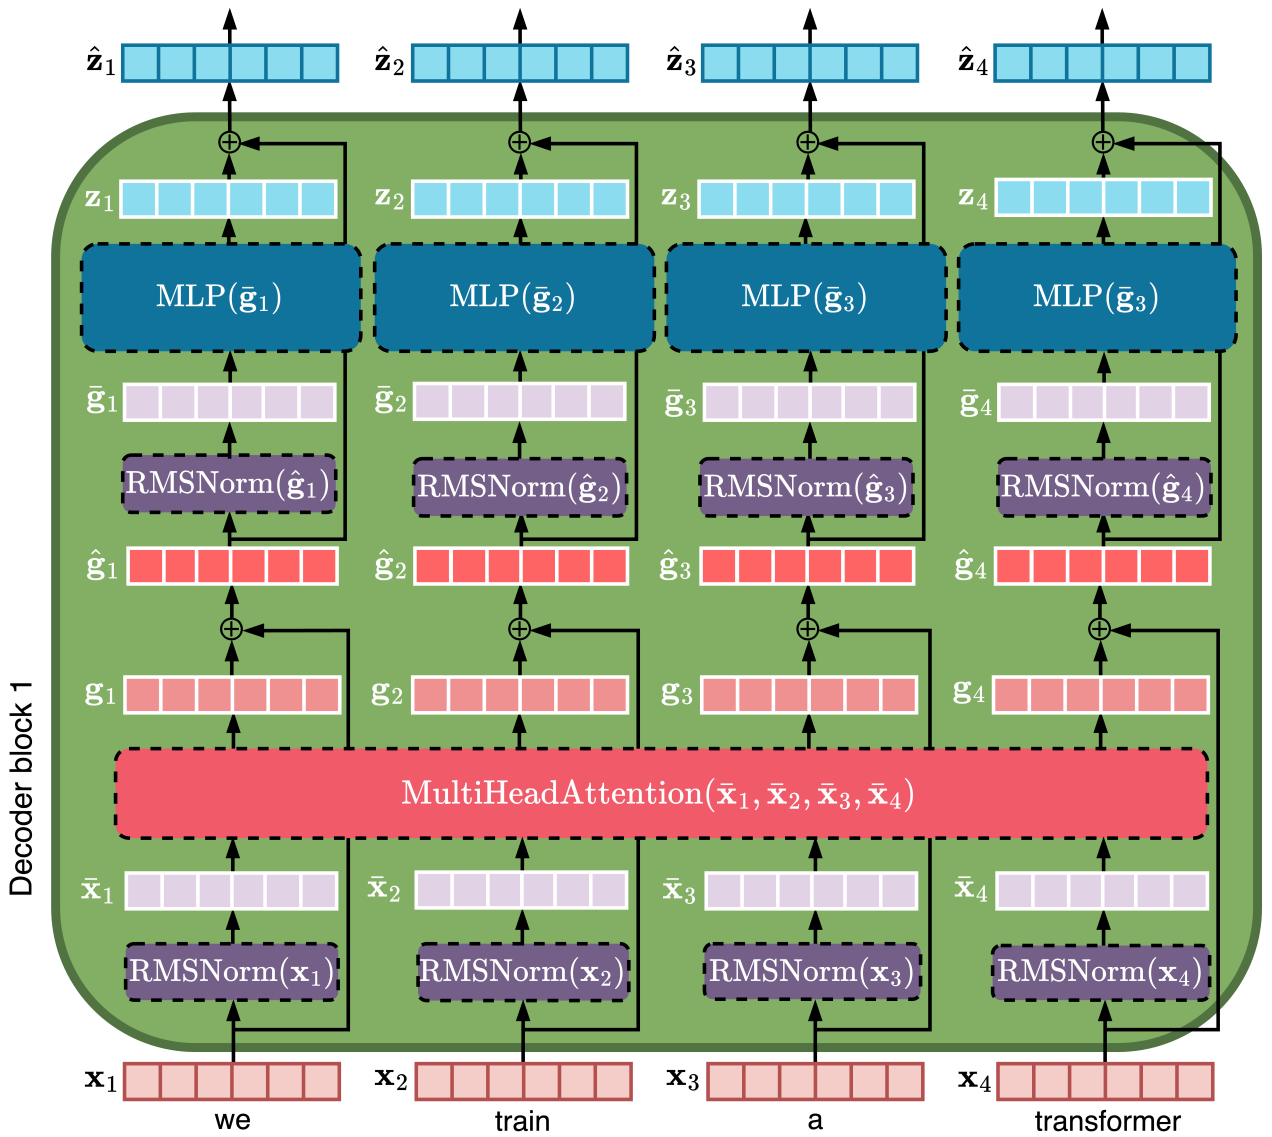 ẑ₁ ẑ₂ ẑ₃ ẑ₄
z₁ z₂ z₃ z₄
MLP(ḡ₁) MLP(ḡ₂) MLP(ḡ₃) MLP(ḡ₃)
ḡ₁ ḡ₂ ḡ₃ ḡ₄
RMSNorm(ĝ₁) RMSNorm(ĝ₂) RMSNorm(ĝ₃) RMSNorm(ĝ₄)
ĝ₁ ĝ₂ ĝ₃ ĝ₄
g₁ g₂ g₃ g₄
Decoder block 1
MultiHeadAttention(x̄₁, x̄₂, x̄₃, x̄₄)
x̄₁ x̄₂ x̄₃ x̄₄
RMSNorm(x₁) RMSNorm(x₂) RMSNorm(x₃) RMSNorm(x₄)
x₁ x₂ x₃ x₄
we train a transformer